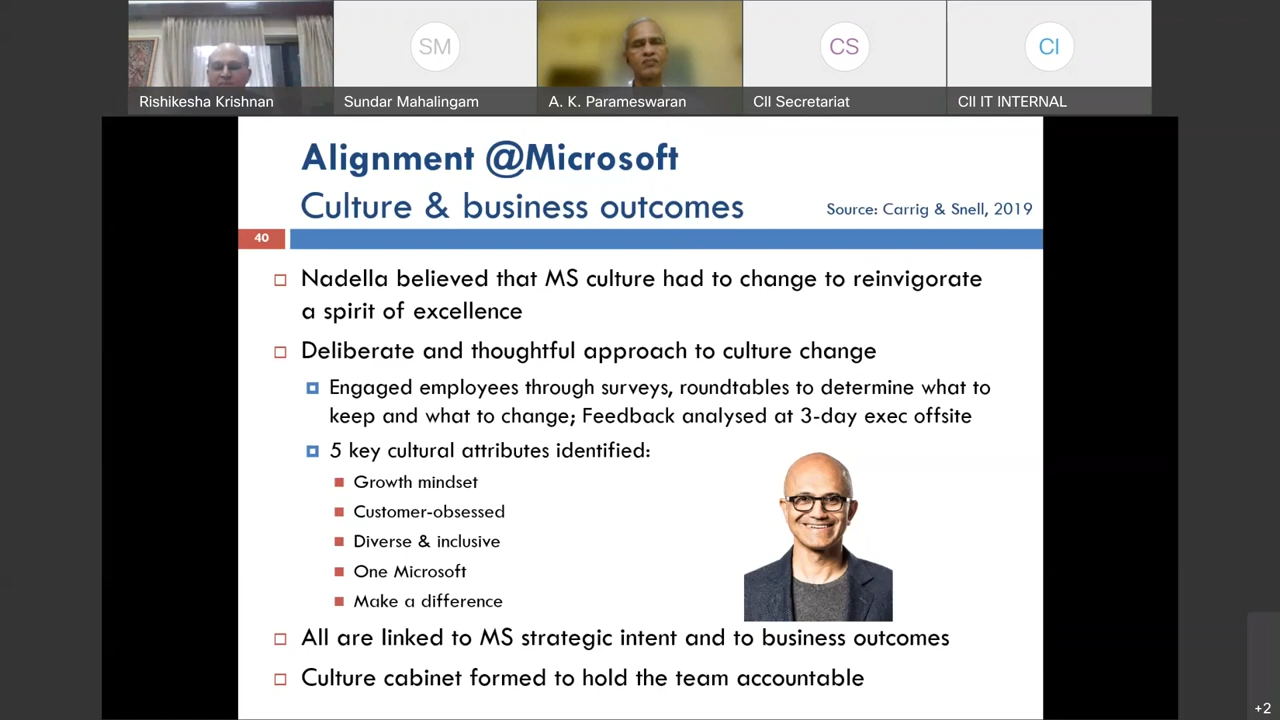 SM
CS
CI
Rishikesha Krishnan
Sundar Mahalingam
A. K. Parameswaran
CII Secretariat
CII IT INTERNAL
Alignment @Microsoft
Culture & business outcomes
Source: Carrig & Snell, 2019
40
Nadella believed that MS culture had to change to reinvigorate
a spirit of excellence
Deliberate and thoughtful approach to culture change
Engaged employees through surveys, roundtables to determine what to
keep and what to change; Feedback analysed at 3-day exec offsite
5 key cultural attributes identified:
Growth mindset
Customer-obsessed
Diverse & inclusive
One Microsoft
Make a difference
All are linked to MS strategic intent and to business outcomes
Culture cabinet formed to hold the team accountable
+2